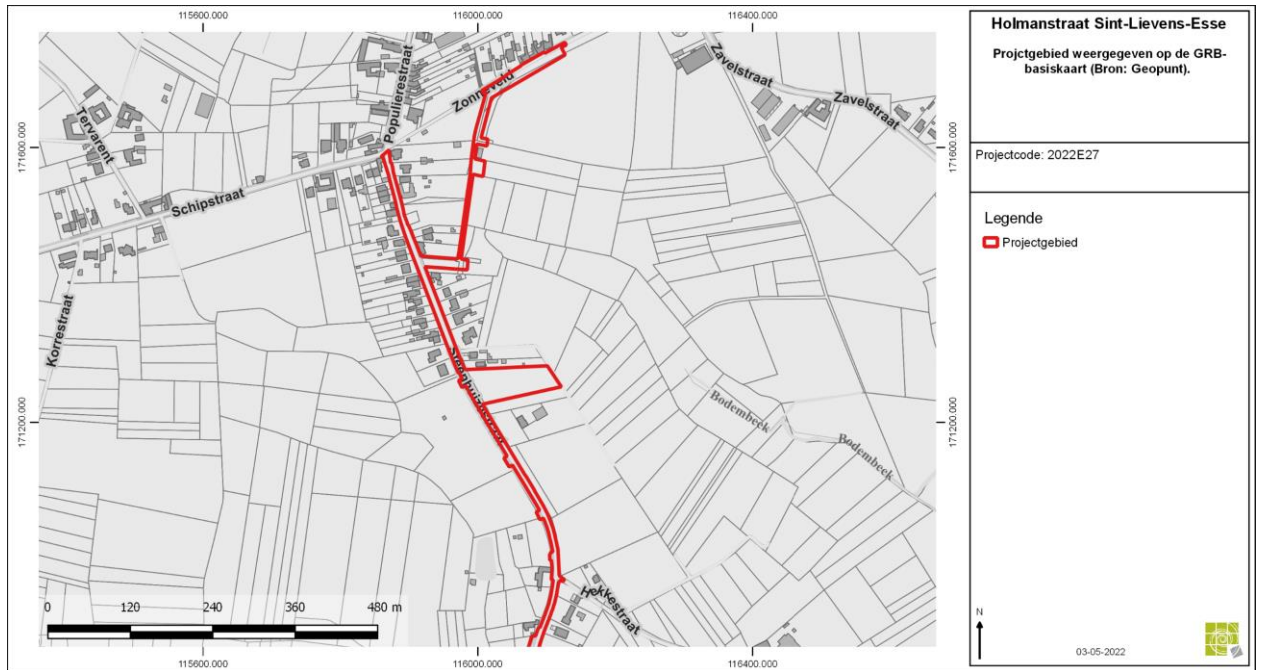 115600.000
116000.000
116400.000
Zavelstraat
Zavelstraat
Populierestraat
Zonneveld
Tervarent
171600.000
171600.000
Schipstraat
Korrestraat
Bodembeek
Bodembeek
171200.000
171200.000
Hekkestraat
0 120 240 360 480 m
115600.000
116000.000
116400.000
Holmanstraat Sint-Lievens-Esse
Projctgebied weergegeven op de GRB-
basiskaart (Bron: Geopunt).
Projectcode: 2022E27
Legende
Projectgebied
N
03-05-2022